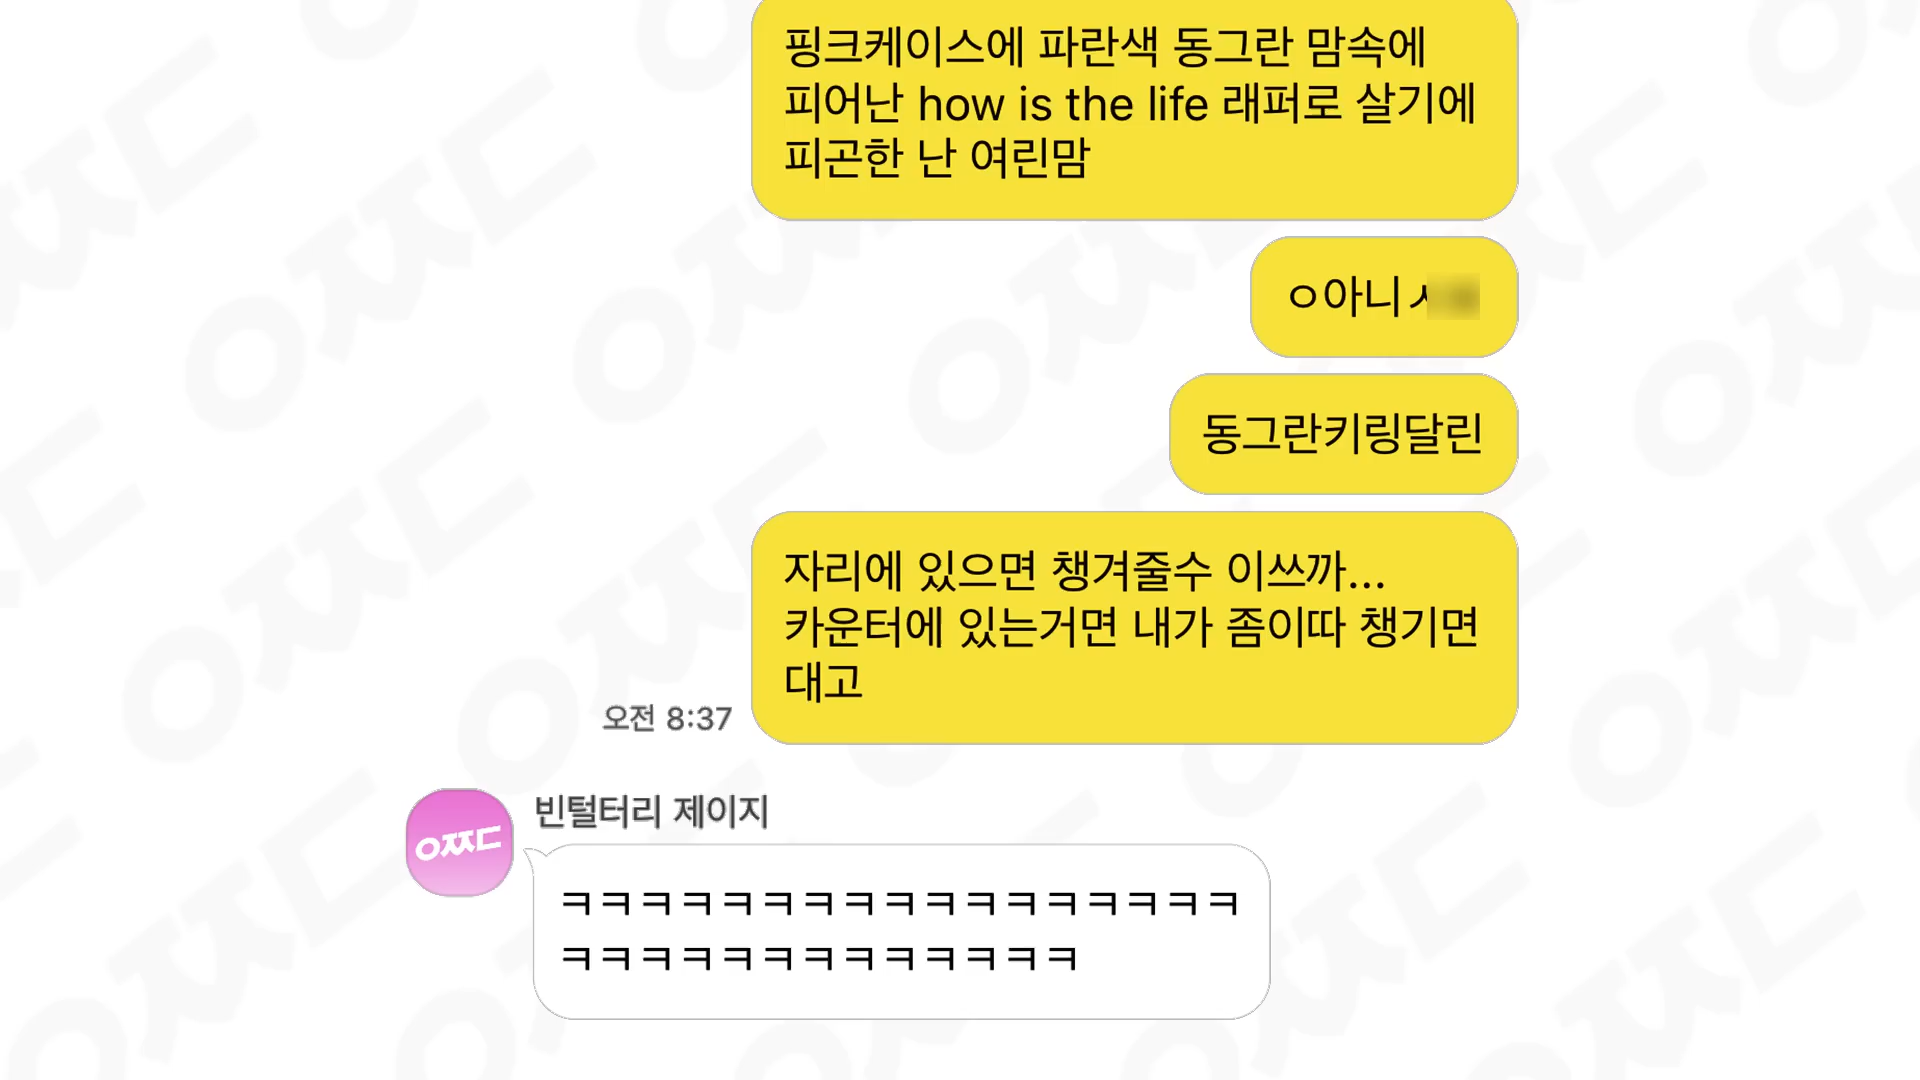 핑크케이스에 파란색 동그란 맘속에
피어난 how is the life 래퍼로 살기에
피곤한 난 여린맘
ㅇ아니
동그란키링달린
자리에 있으면 챙겨줄수 이쓰까...
카운터에 있는거면 내가 좀이따 챙기면
대고
오전 8:37
빈털터리 제이지
ㅇㅉㄷ
ㅋㅋㅋㅋㅋㅋㅋㅋㅋㅋㅋㅋㅋㅋㅋㅋㅋ
ㅋㅋㅋㅋㅋㅋㅋㅋㅋㅋㅋㅋㅋ